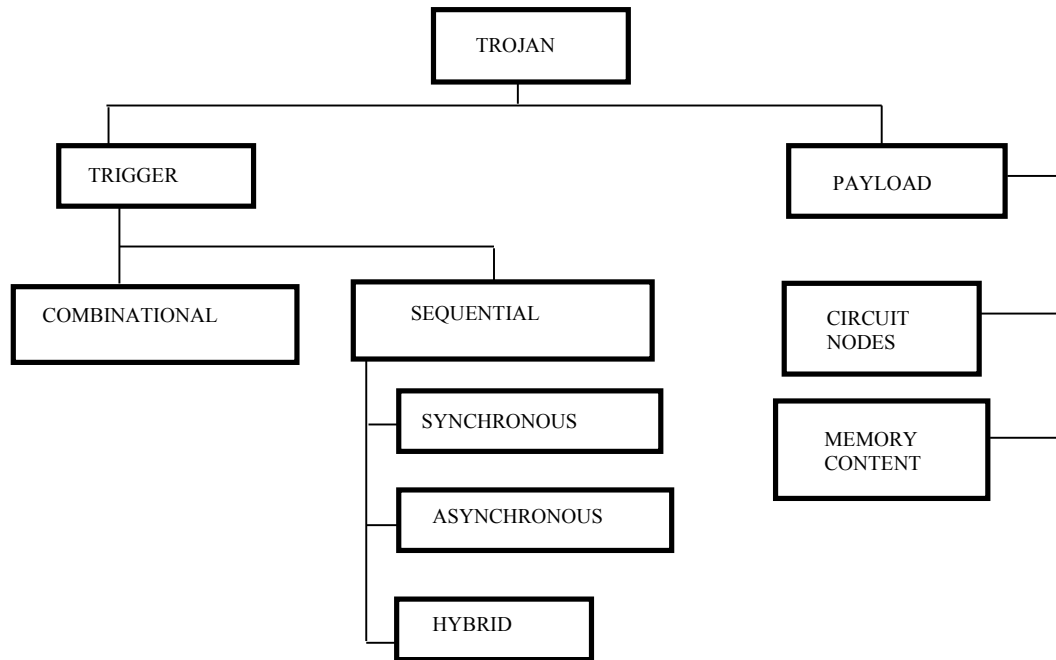 TROJAN
TRIGGER
PAYLOAD
COMBINATIONAL
SEQUENTIAL
CIRCUIT
NODES
SYNCHRONOUS
MEMORY
CONTENT
ASYNCHRONOUS
HYBRID